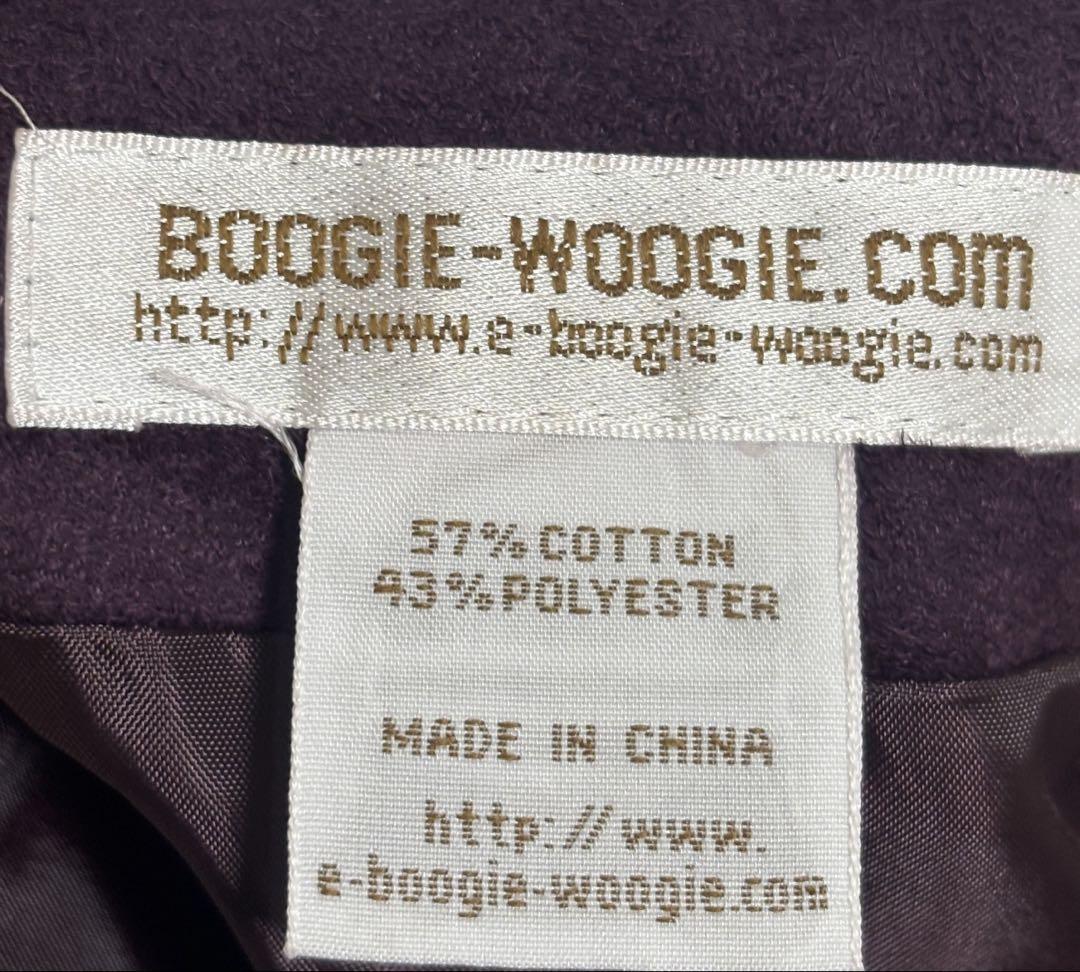 BOOGIE-WOOGIE.COM
http://www.e-boogie-woogie.com
57% COTTON
43% POLYESTER
MADE IN CHINA
http://www.
e-boogie-woogie.com